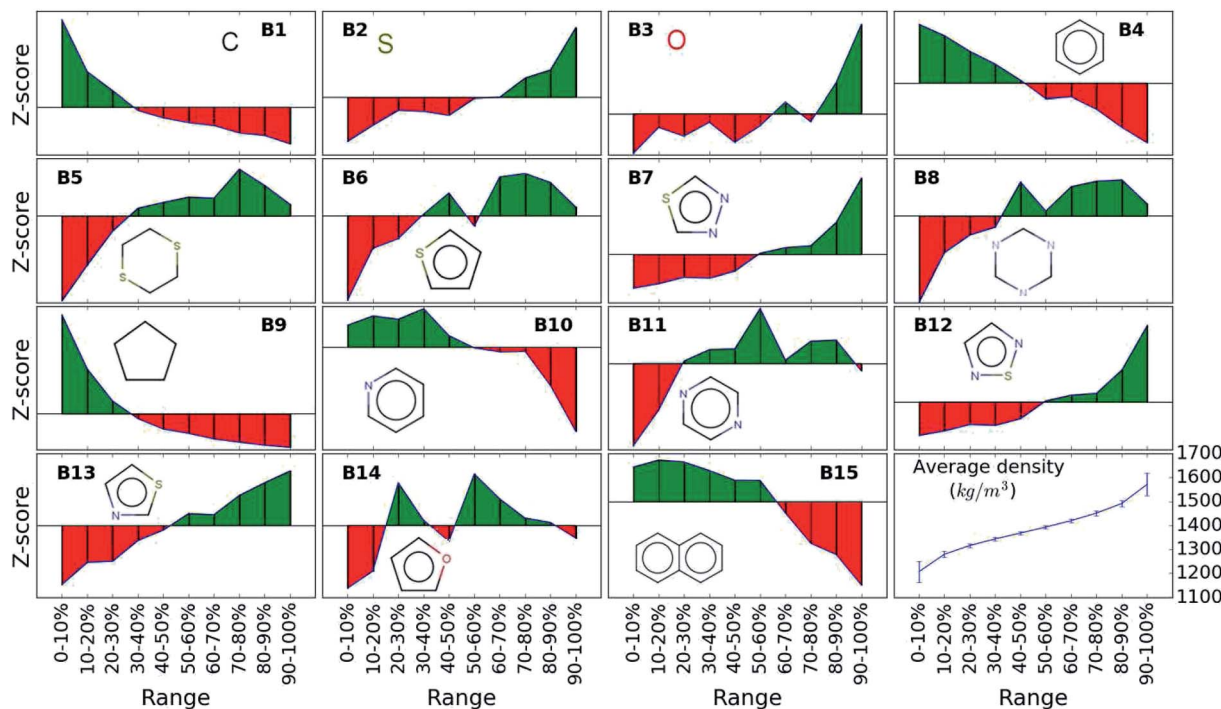 Z-score
C B1
S B2
O B3
B4
Z-score
B5
S
S
B6
S
B7
S N
N
B8
N N
N
Z-score
B9
B10
N
B11
N
N
B12
N
N S
Z-score
B13
S
N
B14
O
B15
Average density
(kg/m³)
1700
1600
1500
1400
1300
1200
1100
0-10%
10-20%
20-30%
30-40%
40-50%
50-60%
60-70%
70-80%
80-90%
90-100%
Range
0-10%
10-20%
20-30%
30-40%
40-50%
50-60%
60-70%
70-80%
80-90%
90-100%
Range
0-10%
10-20%
20-30%
30-40%
40-50%
50-60%
60-70%
70-80%
80-90%
90-100%
Range
0-10%
10-20%
20-30%
30-40%
40-50%
50-60%
60-70%
70-80%
80-90%
90-100%
Range